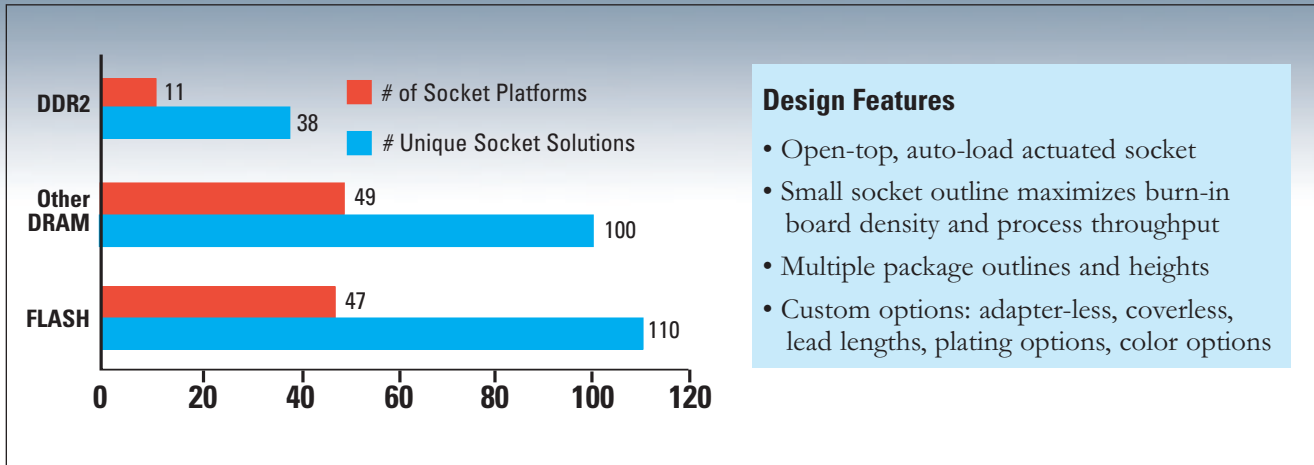 DDR2
11
38
# of Socket Platforms
# Unique Socket Solutions
Other
DRAM
49
100
FLASH
47
110
0 20 40 60 80 100 120
Design Features
• Open-top, auto-load actuated socket
• Small socket outline maximizes burn-in
board density and process throughput
• Multiple package outlines and heights
• Custom options: adapter-less, coverless,
lead lengths, plating options, color options